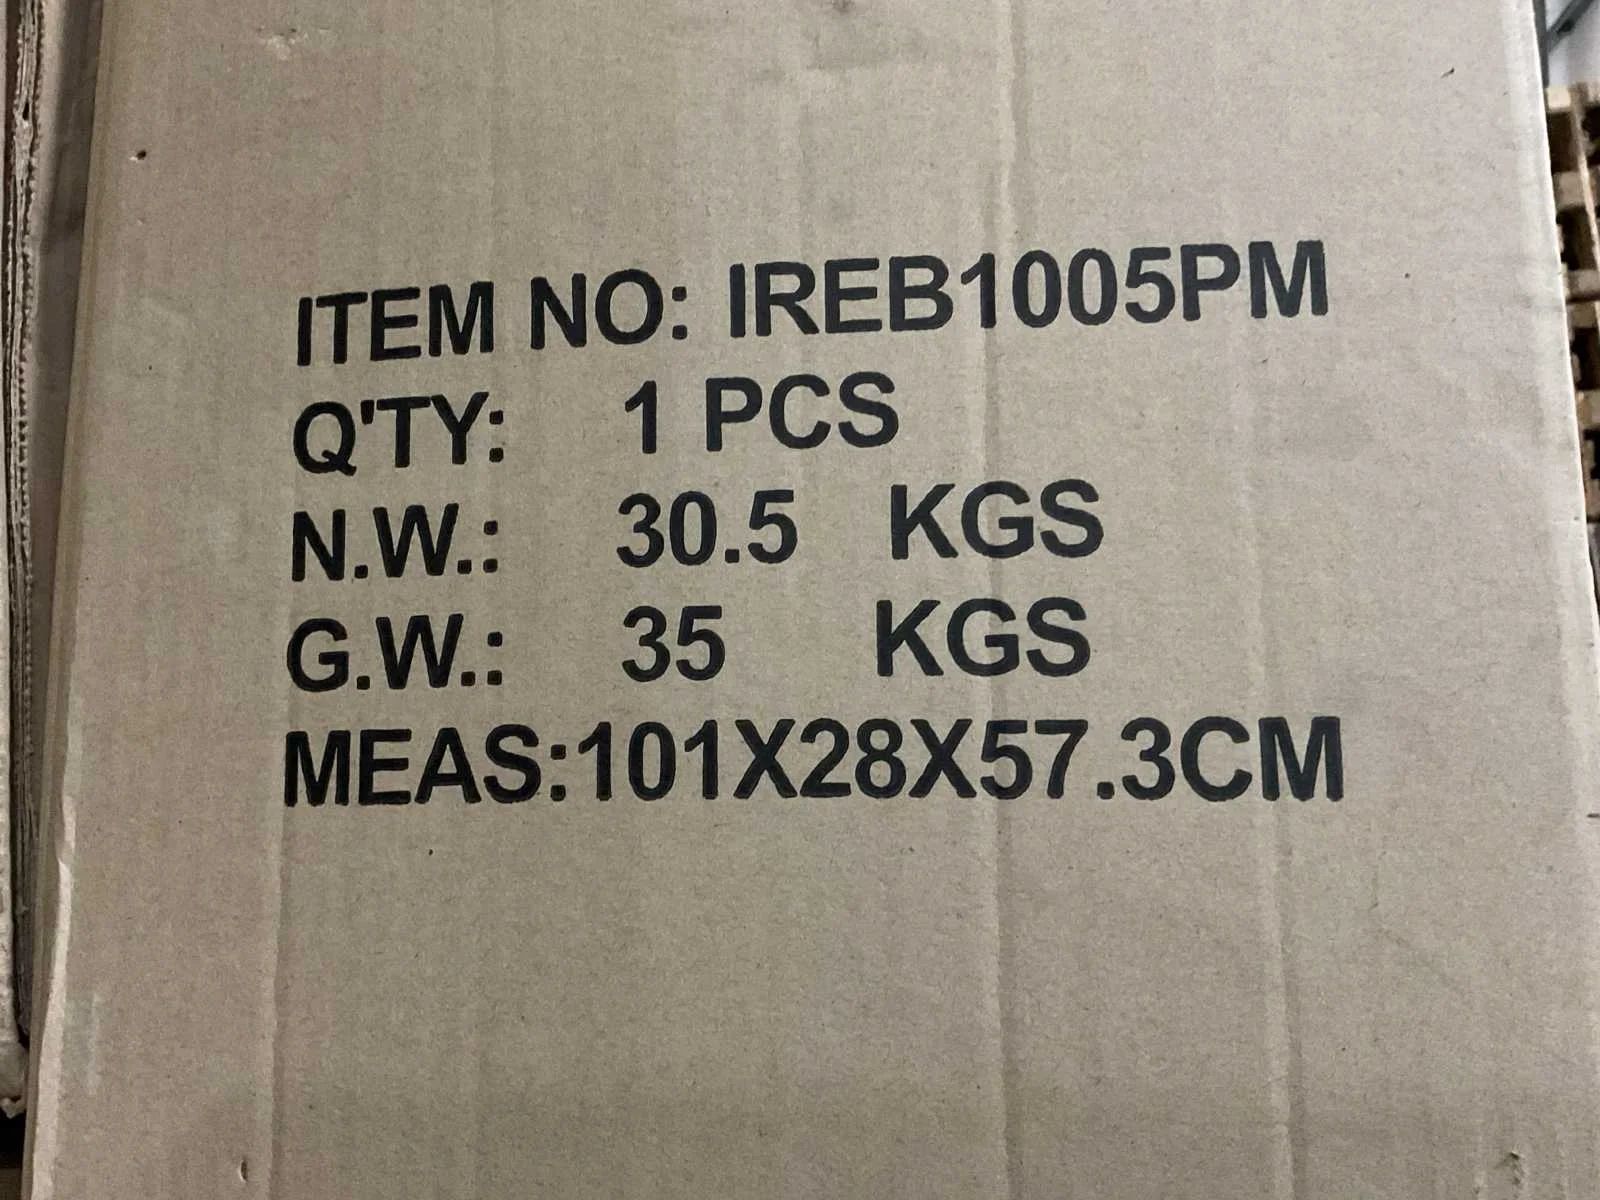 ITEM NO: IREB1005PM
Q'TY: 1 PCS
N.W.: 30.5 KGS
G.W.: 35 KGS
MEAS:101X28X57.3CM